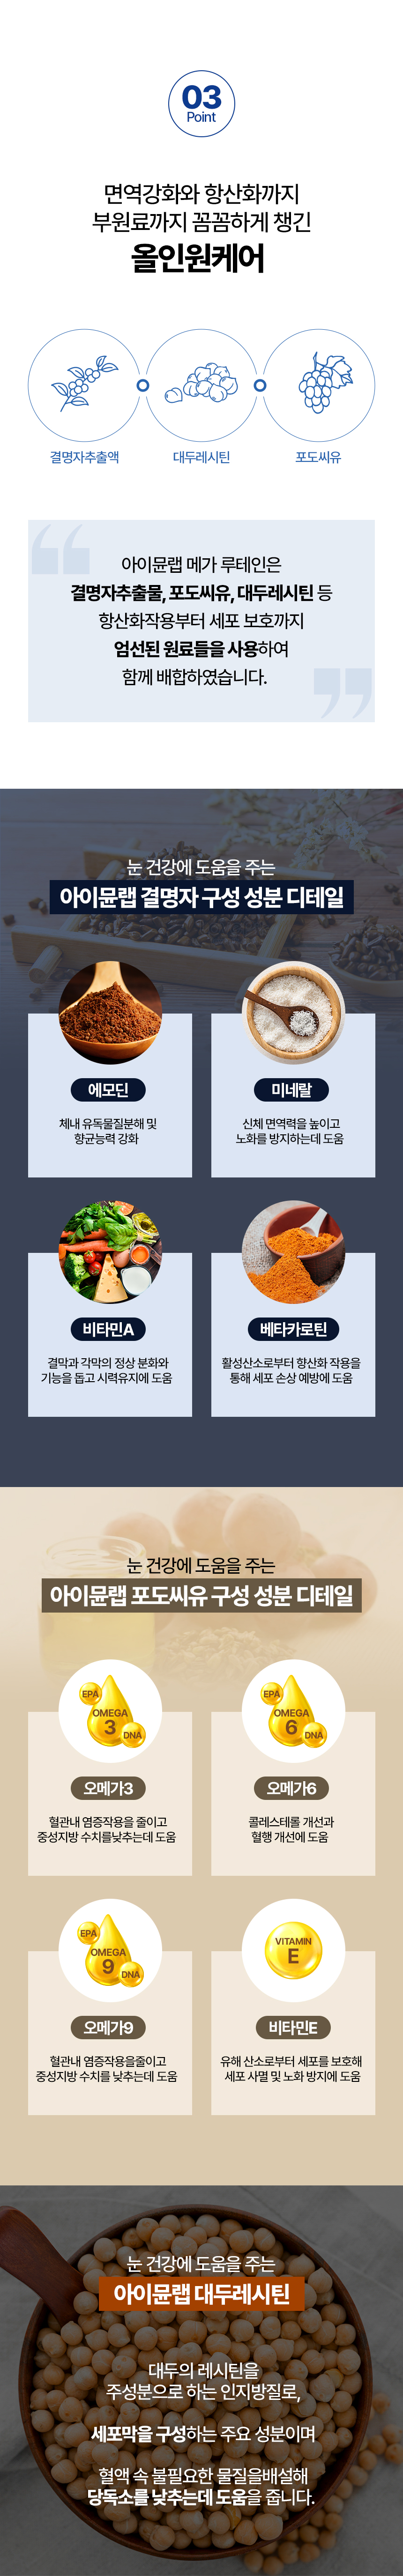 03
Point
면역강화와 항산화까지
부원료까지 꼼꼼하게 챙긴
올인원케어
결명자추출액
대두레시틴
포도씨유
아이뮨랩 메가 루테인은
결명자추출물, 포도씨유, 대두레시틴 등
항산화작용부터 세포 보호까지
엄선된 원료들을 사용하여
함께 배합하였습니다.
눈 건강에 도움을 주는
아이뮨랩 결명자 구성 성분 디테일
에모딘
체내 유독물질분해 및
향균능력 강화
미네랄
신체 면역력을 높이고
노화를 방지하는데 도움
비타민A
결막과 각막의 정상 분화와
기능을 돕고 시력유지에 도움
베타카로틴
활성산소로부터 항산화 작용을
통해 세포 손상 예방에 도움
눈 건강에 도움을 주는
아이뮨랩 포도씨유 구성 성분 디테일
EPA
OMEGA
3
DNA
오메가3
혈관내 염증작용을 줄이고
중성지방 수치를낮추는데 도움
EPA
OMEGA
6
DNA
오메가6
콜레스테롤 개선과
혈행 개선에 도움
EPA
OMEGA
9
DNA
오메가9
혈관내 염증작용을줄이고
중성지방 수치를 낮추는데 도움
VITAMIN
E
비타민E
유해 산소로부터 세포를 보호해
세포 사멸 및 노화 방지에 도움
눈 건강에 도움을 주는
아이뮨랩 대두레시틴
대두의 레시틴을
주성분으로 하는 인지방질로,
세포막을 구성하는 주요 성분이며
혈액 속 불필요한 물질을배설해
당독소를 낮추는데 도움을 줍니다.